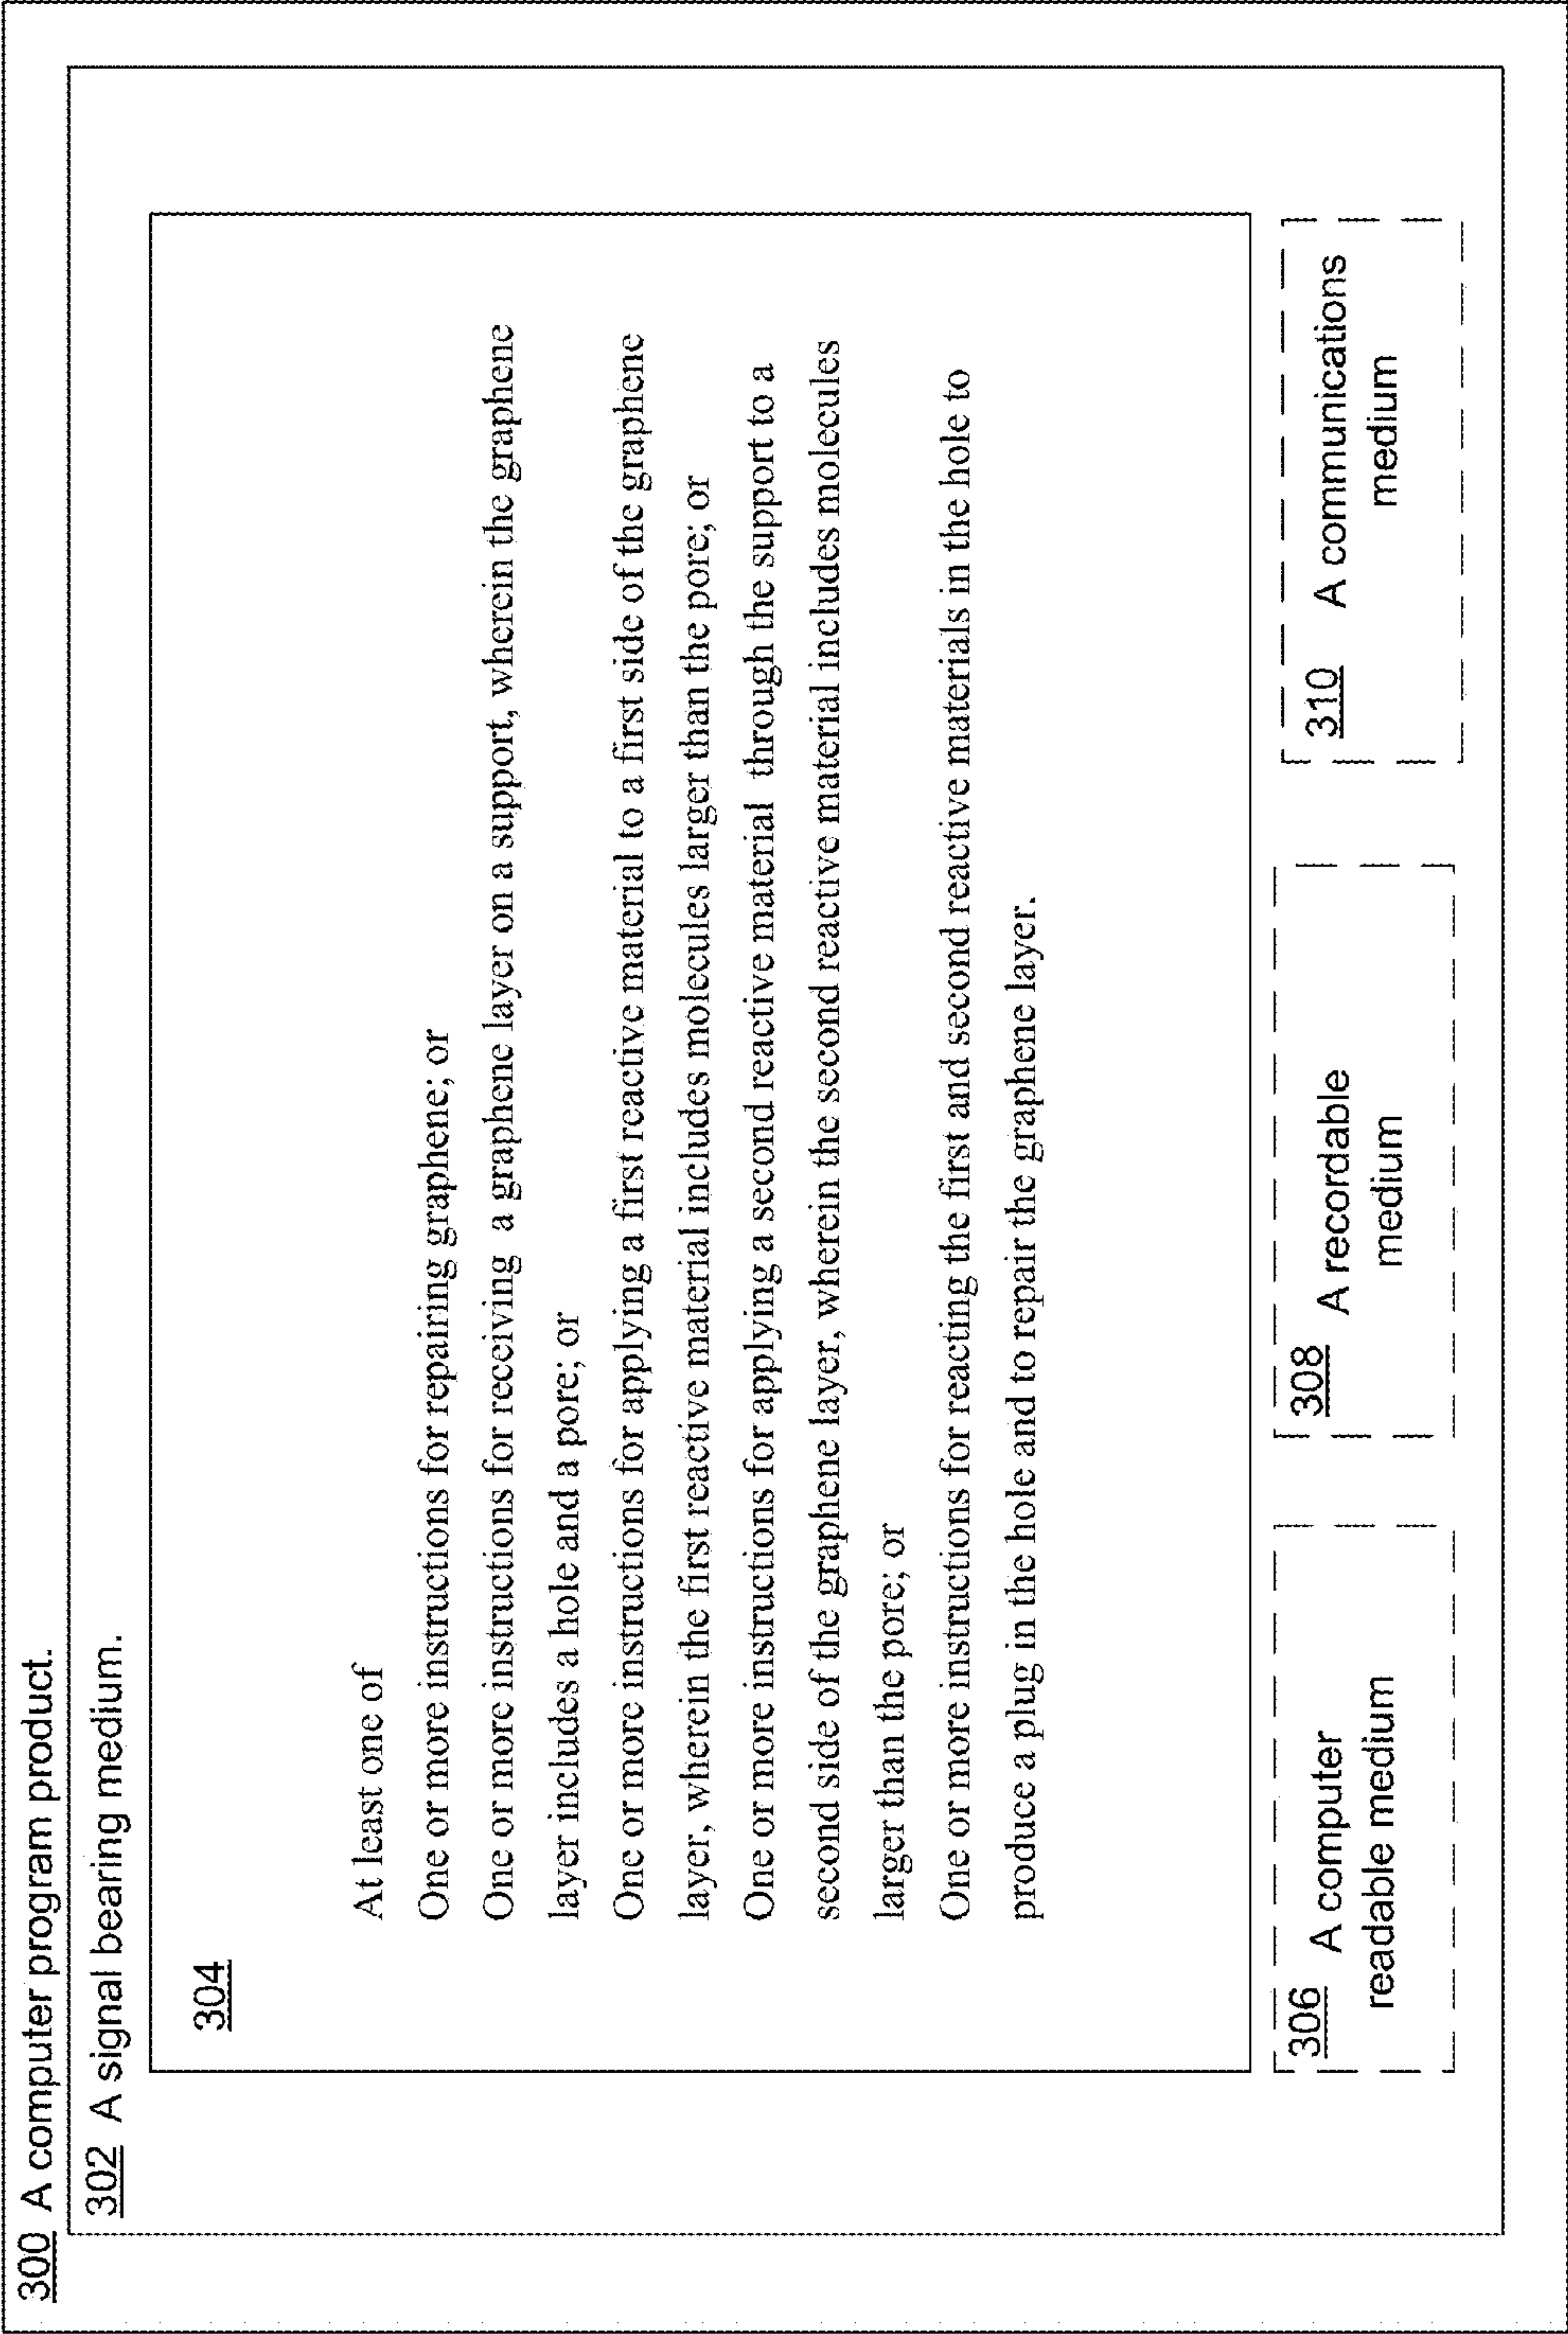 300 A computer program product.
302 A signal bearing medium.
304
At least one of
One or more instructions for repairing graphene; or
One or more instructions for receiving a graphene layer on a support, wherein the graphene
layer includes a hole and a pore; or
One or more instructions for applying a first reactive material to a first side of the graphene
layer, wherein the first reactive material includes molecules larger than the pore; or
One or more instructions for applying a second reactive material through the support to a
second side of the graphene layer, wherein the second reactive material includes molecules
larger than the pore; or
One or more instructions for reacting the first and second reactive materials in the hole to
produce a plug in the hole and to repair the graphene layer.
306 A computer
readable medium
308 A recordable
medium
310 A communications
medium